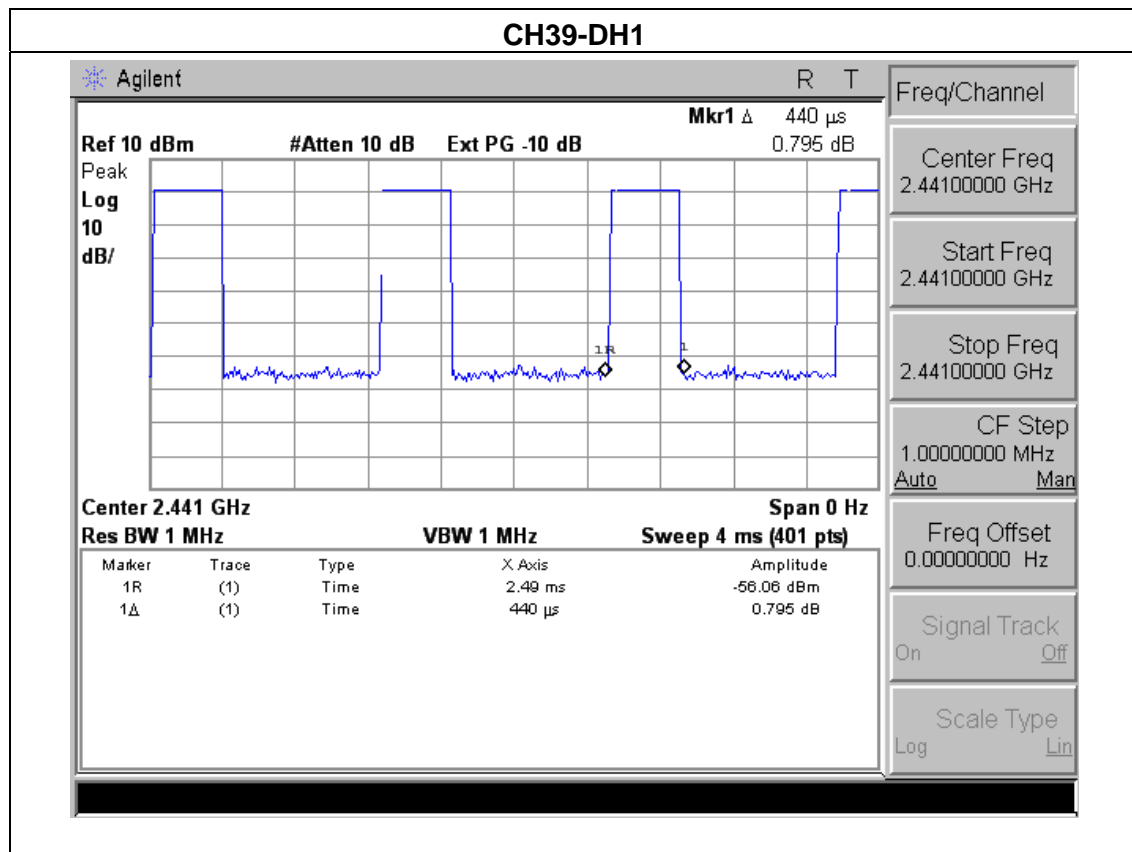 CH39-DH1
Agilent R T
Mkr1 Δ 440 µs
Ref 10 dBm #Atten 10 dB Ext PG -10 dB 0.795 dB
Peak
Log
10
dB/
1R 1
Center 2.441 GHz Span 0 Hz
Res BW 1 MHz VBW 1 MHz Sweep 4 ms (401 pts)
Marker Trace Type X Axis Amplitude
1R (1) Time 2.49 ms -56.06 dBm
1Δ (1) Time 440 µs 0.795 dB
Freq/Channel
Center Freq
2.44100000 GHz
Start Freq
2.44100000 GHz
Stop Freq
2.44100000 GHz
CF Step
1.00000000 MHz
Auto Man
Freq Offset
0.00000000 Hz
Signal Track
On Off
Scale Type
Log Lin